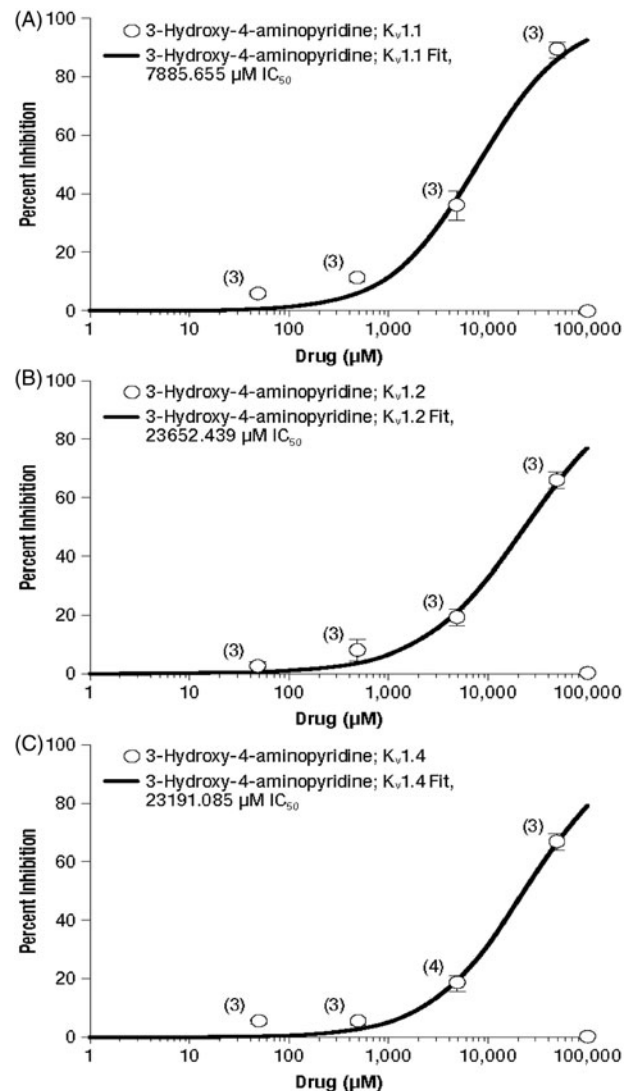 (A)
100
80
60
40
20
0
Percent Inhibition
3-Hydroxy-4-aminopyridine; Kᵥ1.1
3-Hydroxy-4-aminopyridine; Kᵥ1.1 Fit,
7885.655 µM IC₅₀
(3)
(3)
(3)
(3)
1 10 100 1,000 10,000 100,000
Drug (µM)
(B)
100
80
60
40
20
0
Percent Inhibition
3-Hydroxy-4-aminopyridine; Kᵥ1.2
3-Hydroxy-4-aminopyridine; Kᵥ1.2 Fit,
23652.439 µM IC₅₀
(3)
(3)
(3)
(3)
1 10 100 1,000 10,000 100,000
Drug (µM)
(C)
100
80
60
40
20
0
Percent Inhibition
3-Hydroxy-4-aminopyridine; Kᵥ1.4
3-Hydroxy-4-aminopyridine; Kᵥ1.4 Fit,
23191.085 µM IC₅₀
(3)
(3)
(4)
(3)
1 10 100 1,000 10,000 100,000
Drug (µM)